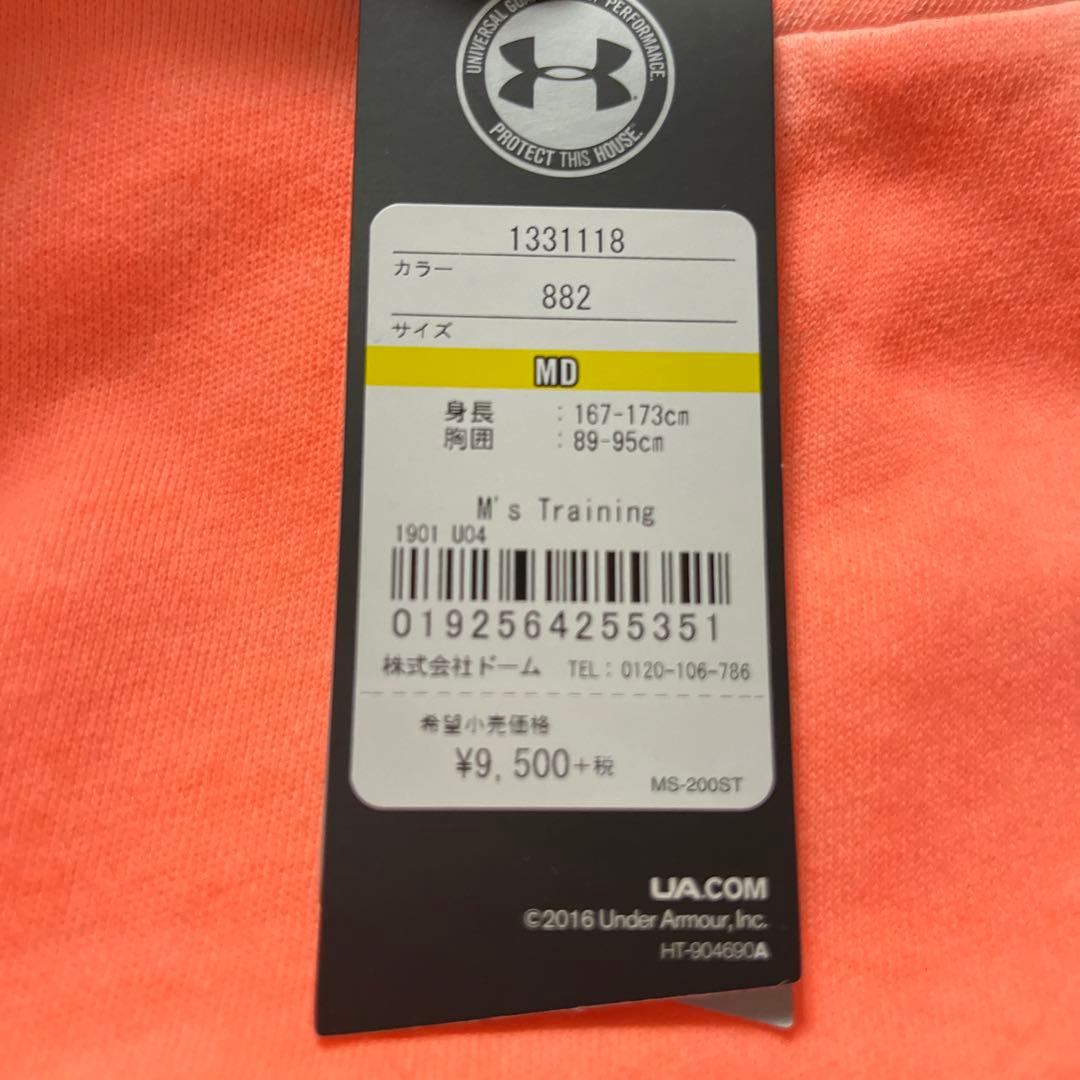 UNIVERSAL PERFORMANCE.
PROTECT THIS HOUSE.
1331118
カラー
882
サイズ
MD
身長 : 167-173cm
胸囲 : 89-95cm
M's Training
1901 U04
0192564255351
株式会社ドーム TEL: 0120-106-786
希望小売価格
¥9,500+税
MS-200ST
UA.COM
©2016 Under Armour, Inc.
HT-904690A